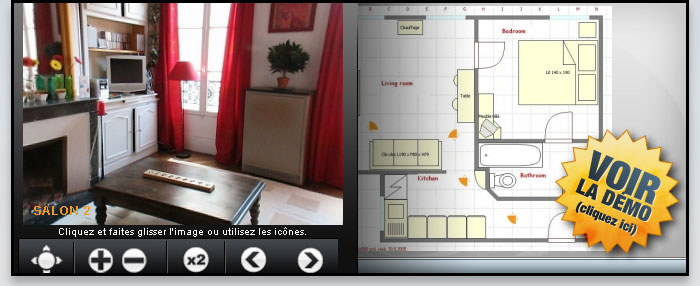 SALON 2
Cliquez et faites glisser l'image ou utilisez les icônes.
x2
Chauffage
Bedroom
Living room
Lit 140 x 190
Table
Kitchen
Bathroom
VOIR
LA DÉMO
(cliquez ici)